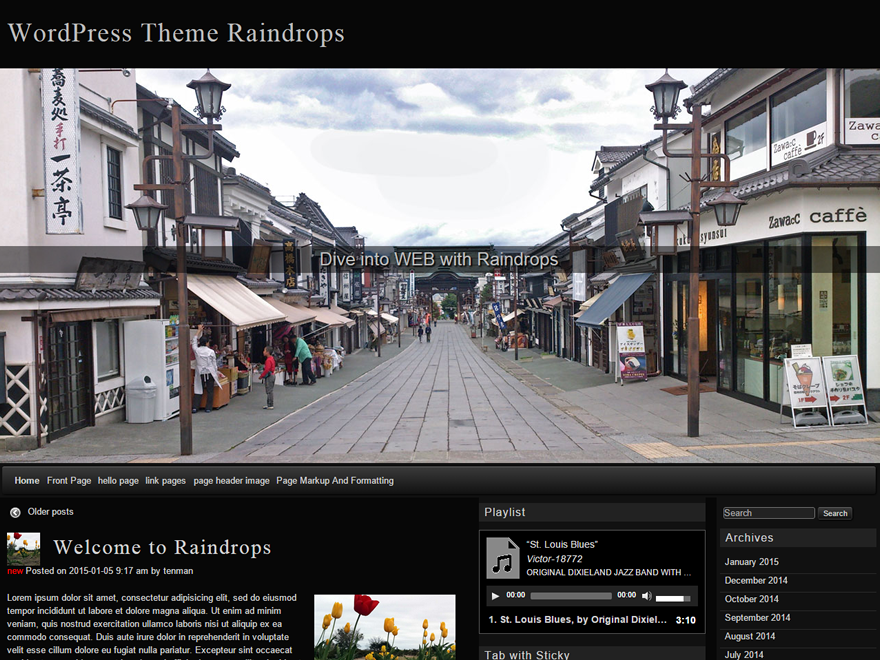 WordPress Theme Raindrops
蕎麦処 手打 一茶亭
Zawacc
caffè
2F
Zawacc
Zawacc caffè
Dive into WEB with Raindrops
Home Front Page hello page link pages page header image Page Markup And Formatting
Older posts
Welcome to Raindrops
new Posted on 2015-01-05 9:17 am by tenman
Lorem ipsum dolor sit amet, consectetur adipisicing elit, sed do eiusmod
tempor incididunt ut labore et dolore magna aliqua. Ut enim ad minim
veniam, quis nostrud exercitation ullamco laboris nisi ut aliquip ex ea
commodo consequat. Duis aute irure dolor in reprehenderit in voluptate
velit esse cillum dolore eu fugiat nulla pariatur. Excepteur sint occaecat
Playlist
“St. Louis Blues”
Victor-18772
ORIGINAL DIXIELAND JAZZ BAND WITH ...
00:00 00:00
1. St. Louis Blues, by Original Dixiel... 3:10
Tab with Sticky
Search Search
Archives
January 2015
December 2014
October 2014
September 2014
August 2014
July 2014